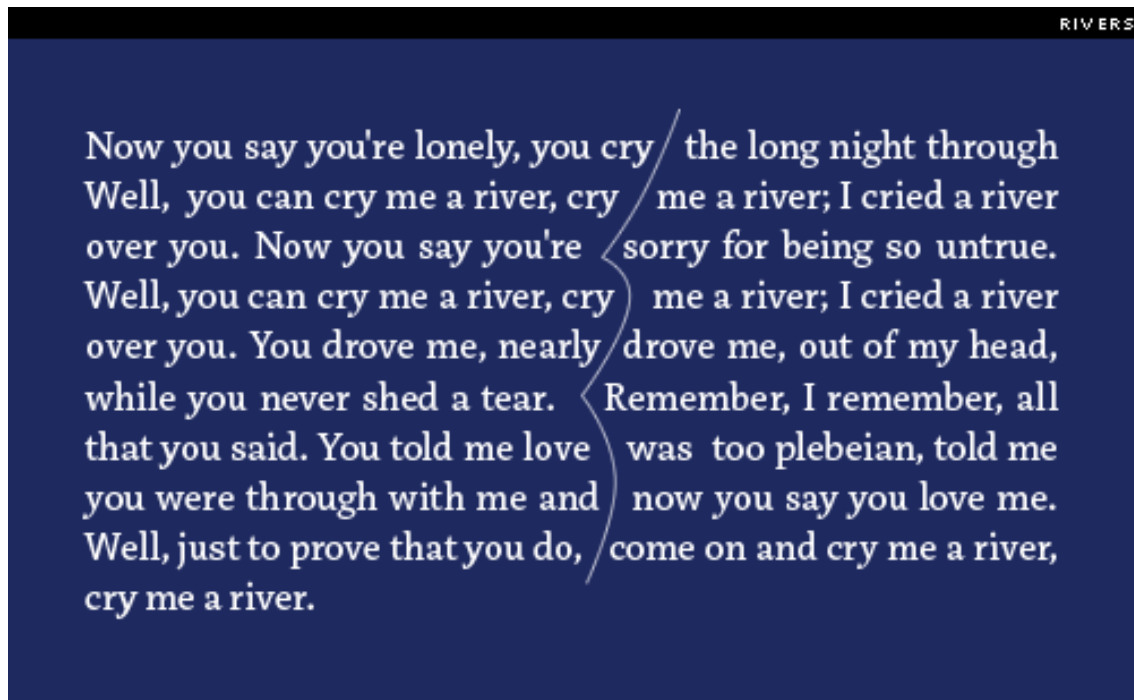 RIVERS
Now you say you're lonely, you cry the long night through
Well, you can cry me a river, cry me a river; I cried a river
over you. Now you say you're sorry for being so untrue.
Well, you can cry me a river, cry me a river; I cried a river
over you. You drove me, nearly drove me, out of my head,
while you never shed a tear. Remember, I remember, all
that you said. You told me love was too plebeian, told me
you were through with me and now you say you love me.
Well, just to prove that you do, come on and cry me a river,
cry me a river.